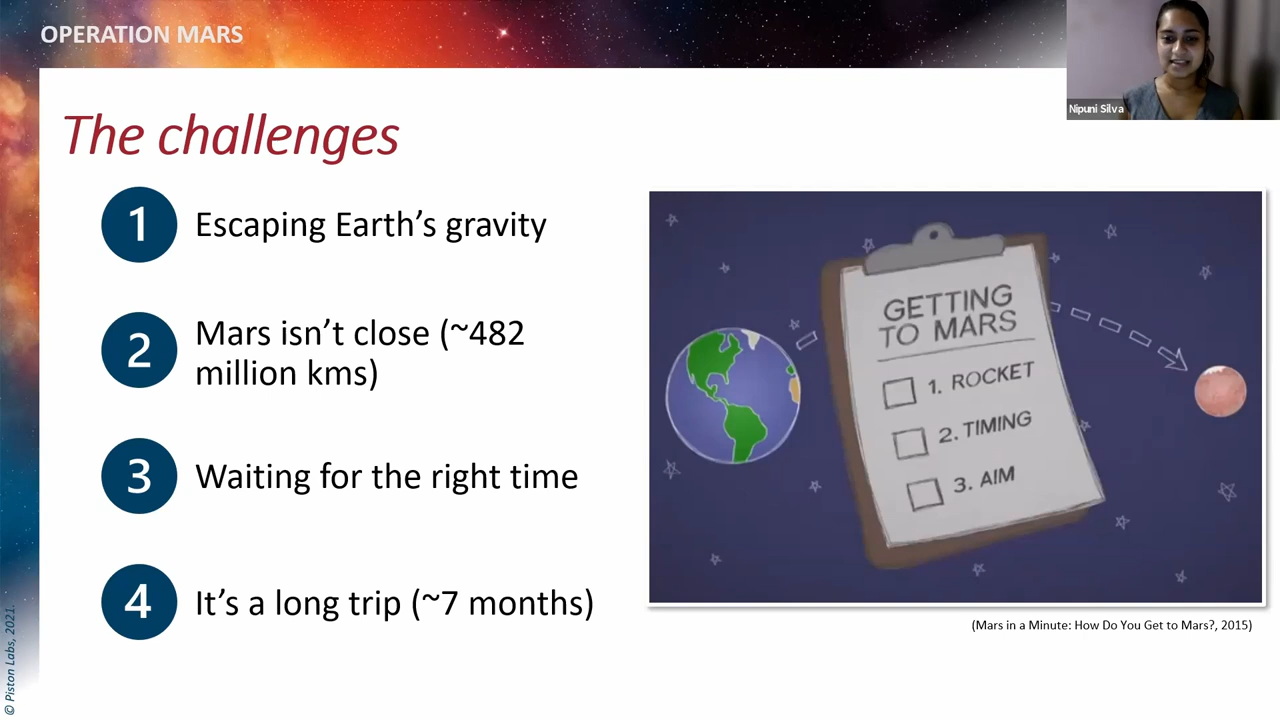 OPERATION MARS
Nipuni Silva
The challenges
1 Escaping Earth’s gravity
2 Mars isn’t close (~482
million kms)
3 Waiting for the right time
4 It’s a long trip (~7 months)
GETTING
TO MARS
1. ROCKET
2. TIMING
3. AIM
(Mars in a Minute: How Do You Get to Mars?, 2015)
© Piston Labs, 2021.